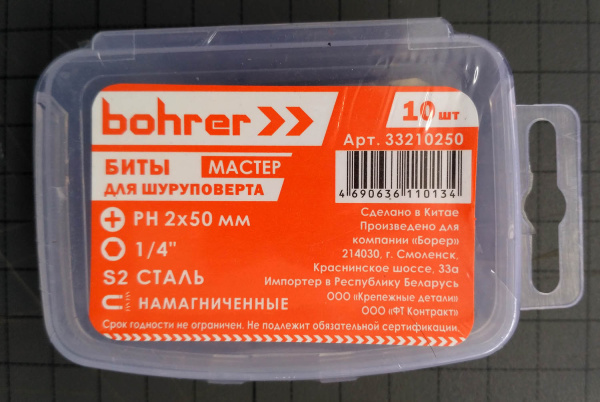 bohrer
10 шт
Арт. 33210250
БИТЫ МАСТЕР
ДЛЯ ШУРУПОВЕРТА
4 690636 110134
PH 2x50 мм
1/4"
S2 СТАЛЬ
НАМАГНИЧЕННЫЕ
Сделано в Китае
Произведено для
компании «Борер»
214030, г. Смоленск,
Краснинское шоссе, 33а
Импортер в Республику Беларусь
ООО «Крепежные детали»
ООО «ФТ Контракт»
Срок годности не ограничен. Не подлежит обязательной сертификации.